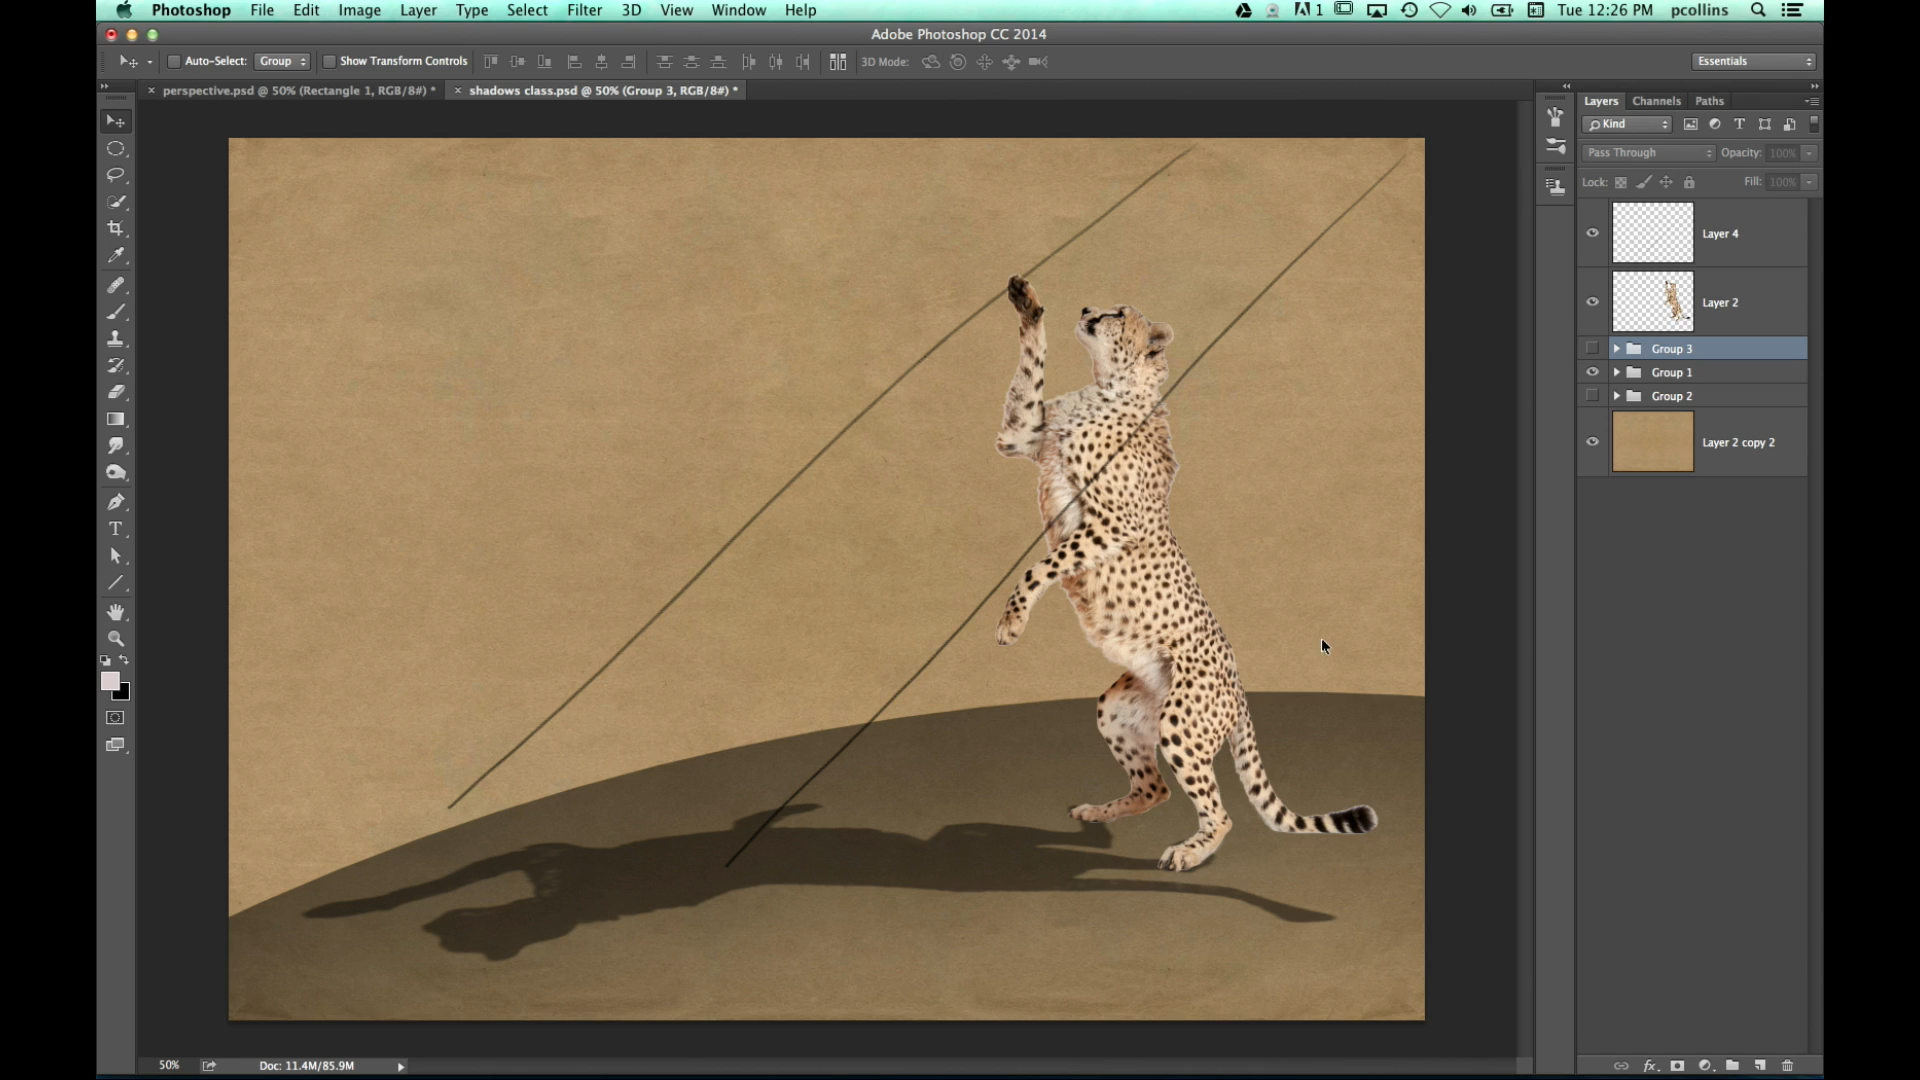 Photoshop File Edit Image Layer Type Select Filter 3D View Window Help 1 Tue 12:26 PM pcollins
Adobe Photoshop CC 2014
Auto-Select: Group Show Transform Controls 3D Mode: Essentials
perspective.psd @ 50% (Rectangle 1, RGB/8#) * shadows class.psd @ 50% (Group 3, RGB/8#) *
Layers Channels Paths
Kind
Pass Through Opacity: 100%
Lock: Fill: 100%
Layer 4
Layer 2
Group 3
Group 1
Group 2
Layer 2 copy 2
50% Doc: 11.4M/85.9M